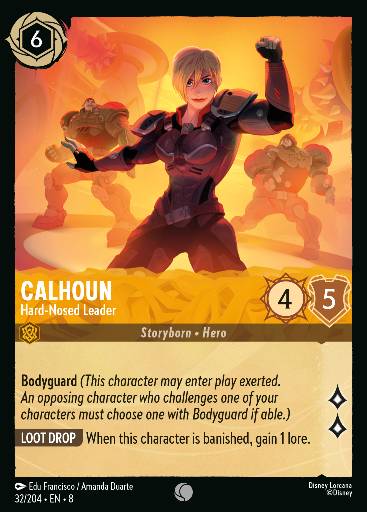 6
CALHOUN
Hard-Nosed Leader
4
5
Storyborn • Hero
Bodyguard (This character may enter play exerted.
An opposing character who challenges one of your
characters must choose one with Bodyguard if able.)
LOOT DROP When this character is banished, gain 1 lore.
Edu Francisco / Amanda Duarte
32/204 • EN • 8
Disney Lorcana
©Disney